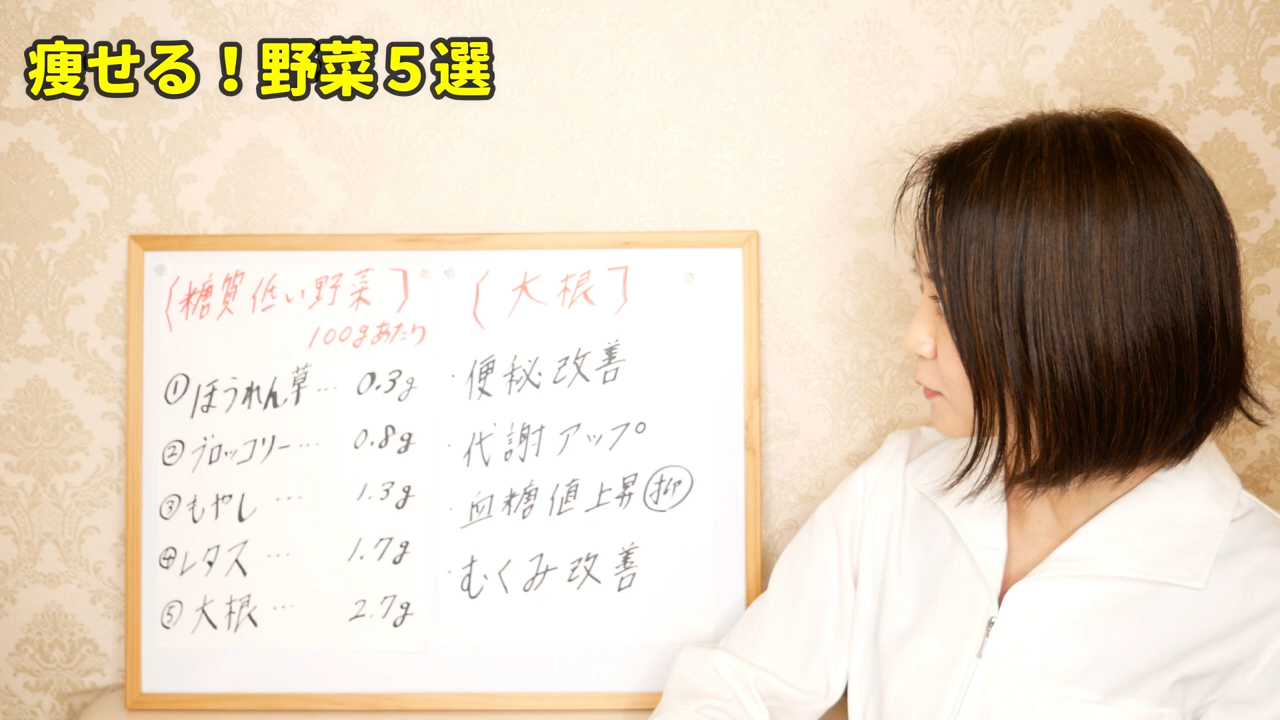 痩せる！野菜５選
〔糖質低い野菜〕
100gあたり
①ほうれん草… 0.3g
②ブロッコリー… 0.8g
③もやし … 1.3g
④レタス … 1.7g
⑤大根 … 2.7g
〔大根〕
・便秘改善
・代謝アップ
・血糖値上昇抑
・むくみ改善